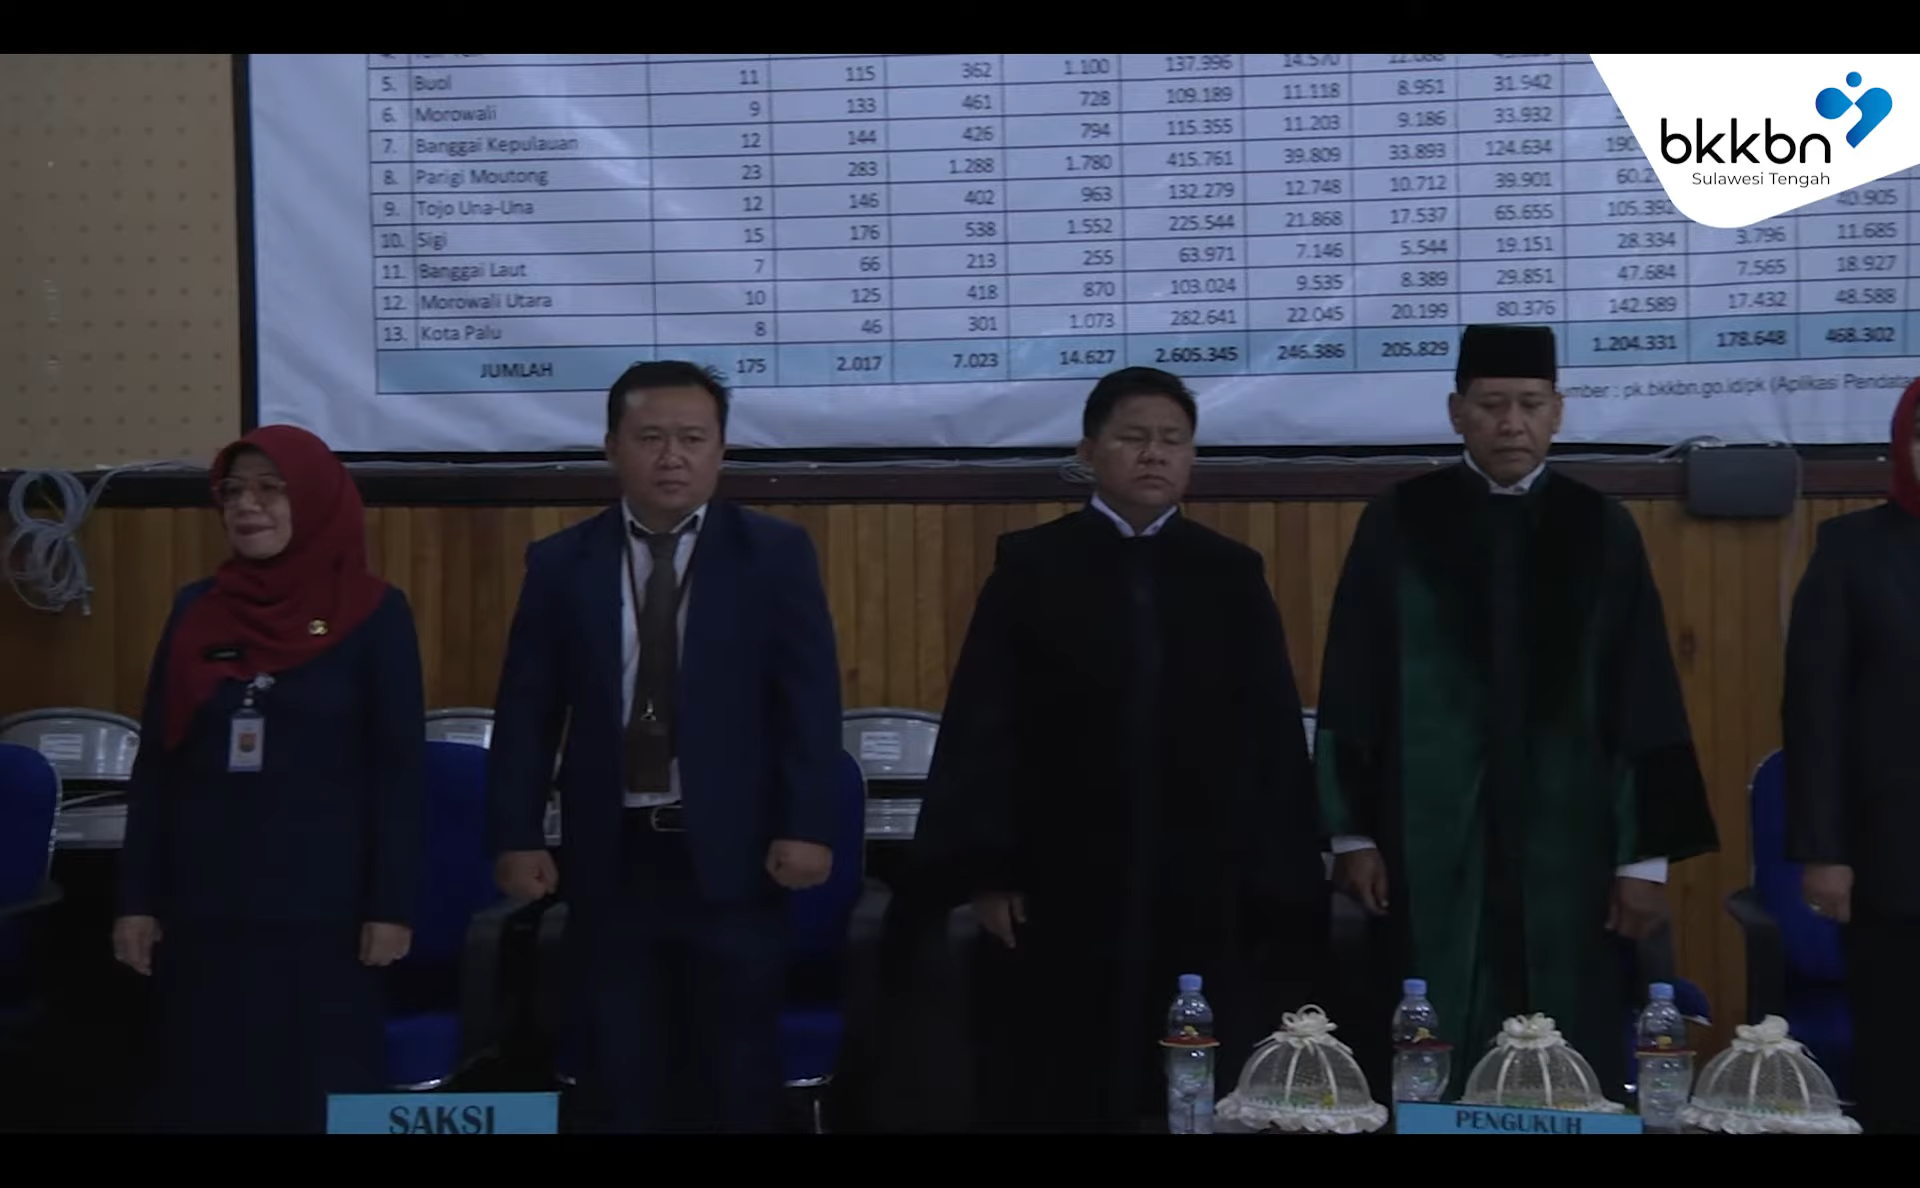 5. Buol 11 115 362 1.100 137.996 14.570
6. Morowali 9 133 461 728 109.189 11.118 8.951 31.942
7. Banggai Kepulauan 12 144 426 794 115.355 11.203 9.186 33.932
8. Parigi Moutong 23 283 1.288 1.780 415.761 39.809 33.893 124.634
9. Tojo Una-Una 12 146 402 963 132.279 12.748 10.712 39.901
10. Sigi 15 176 538 1.552 225.544 21.868 17.537 65.655 105.392 40.905
11. Banggai Laut 7 66 213 255 63.971 7.146 5.544 19.151 28.334 3.796 11.685
12. Morowali Utara 10 125 418 870 103.024 9.535 8.389 29.851 47.684 7.565 18.927
13. Kota Palu 8 46 301 1.073 282.641 22.045 20.199 80.376 142.589 17.432 48.588
JUMLAH 175 2.017 7.023 14.627 2.605.345 246.386 205.829 1.204.331 178.648 468.302
: pk.bkkbn.go.id/pk (Aplikasi
bkkbn
Sulawesi Tengah
SAKSI
PENGUKUH